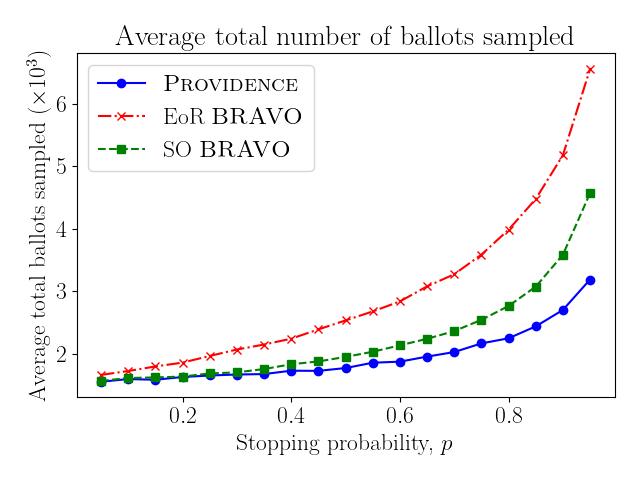 Average total number of ballots sampled
Average total ballots sampled (×10³)
PROVIDENCE
EoR BRAVO
SO BRAVO
6
5
4
3
2
0.2 0.4 0.6 0.8
Stopping probability, p